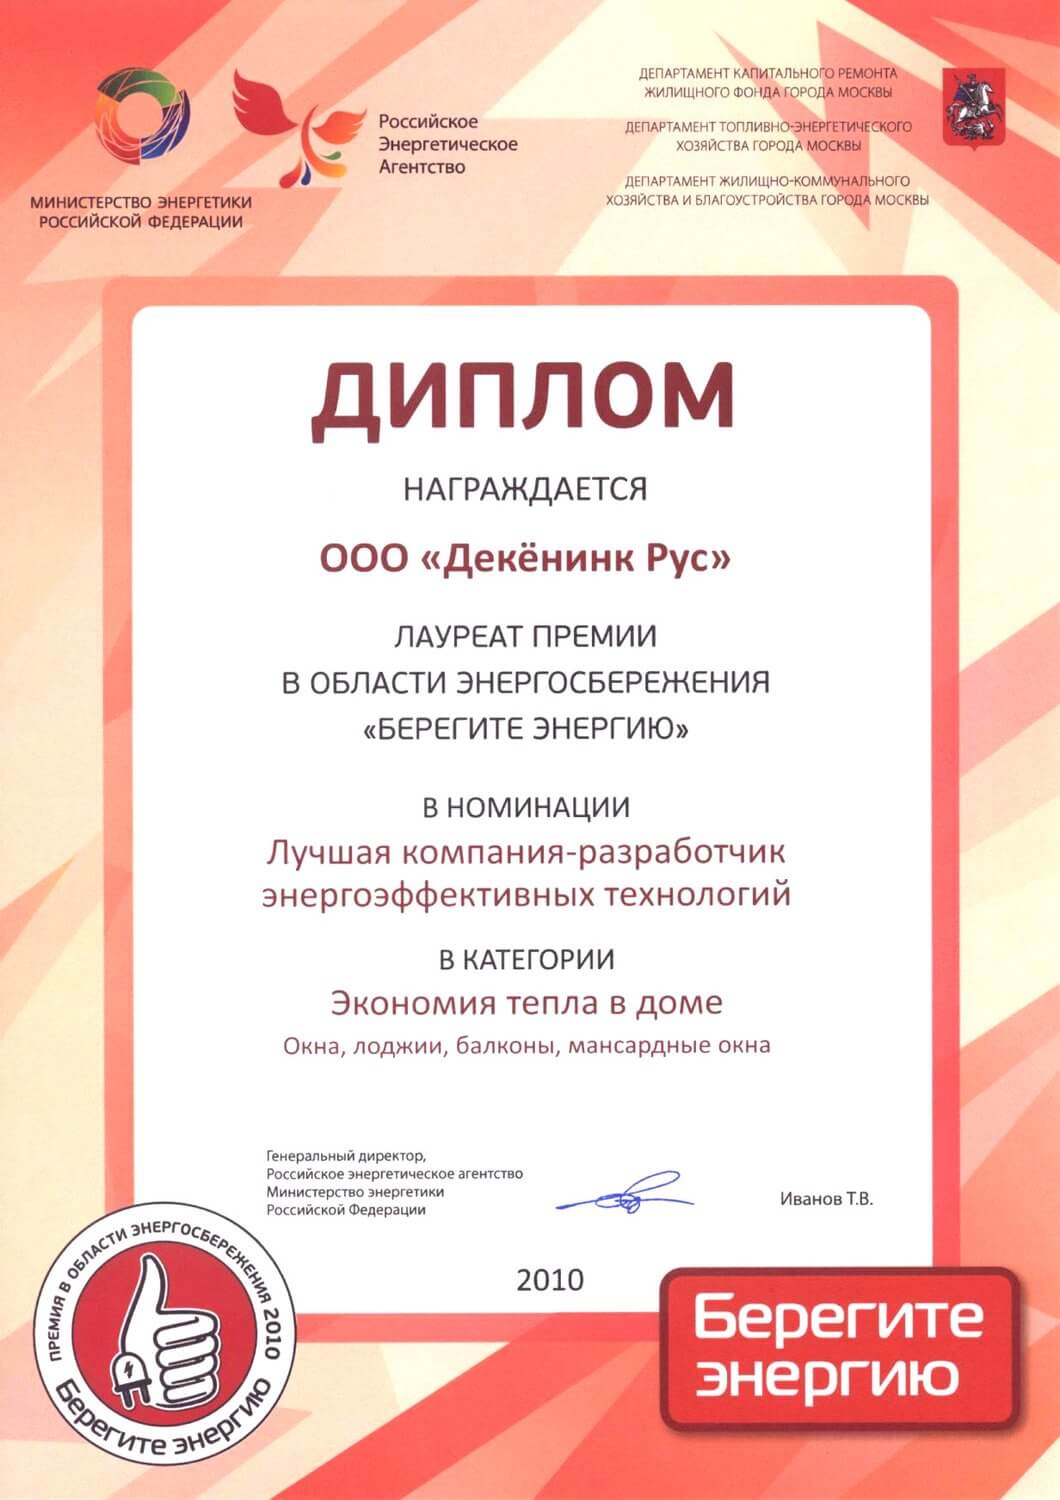 МИНИСТЕРСТВО ЭНЕРГЕТИКИ
РОССИЙСКОЙ ФЕДЕРАЦИИ
Российское
Энергетическое
Агентство
ДЕПАРТАМЕНТ КАПИТАЛЬНОГО РЕМОНТА
ЖИЛИЩНОГО ФОНДА ГОРОДА МОСКВЫ
ДЕПАРТАМЕНТ ТОПЛИВНО-ЭНЕРГЕТИЧЕСКОГО
ХОЗЯЙСТВА ГОРОДА МОСКВЫ
ДЕПАРТАМЕНТ ЖИЛИЩНО-КОММУНАЛЬНОГО
ХОЗЯЙСТВА И БЛАГОУСТРОЙСТВА ГОРОДА МОСКВЫ
ДИПЛОМ
НАГРАЖДАЕТСЯ
ООО «Декёнинк Рус»
ЛАУРЕАТ ПРЕМИИ
В ОБЛАСТИ ЭНЕРГОСБЕРЕЖЕНИЯ
«БЕРЕГИТЕ ЭНЕРГИЮ»
В НОМИНАЦИИ
Лучшая компания-разработчик
энергоэффективных технологий
В КАТЕГОРИИ
Экономия тепла в доме
Окна, лоджии, балконы, мансардные окна
Генеральный директор,
Российское энергетическое агентство
Министерство энергетики
Российской Федерации
Иванов Т.В.
2010
ПРЕМИЯ В ОБЛАСТИ ЭНЕРГОСБЕРЕЖЕНИЯ 2010
Берегите энергию
Берегите
энергию